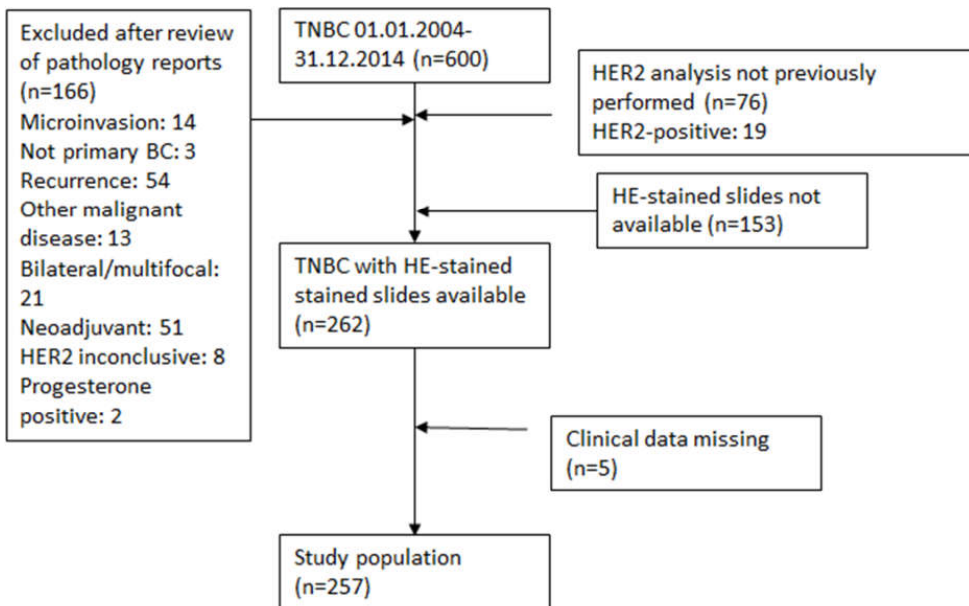 Excluded after review
of pathology reports
(n=166)
Microinvasion: 14
Not primary BC: 3
Recurrence: 54
Other malignant
disease: 13
Bilateral/multifocal:
21
Neoadjuvant: 51
HER2 inconclusive: 8
Progesterone
positive: 2
TNBC 01.01.2004-
31.12.2014 (n=600)
HER2 analysis not previously
performed (n=76)
HER2-positive: 19
HE-stained slides not
available (n=153)
TNBC with HE-stained
stained slides available
(n=262)
Clinical data missing
(n=5)
Study population
(n=257)